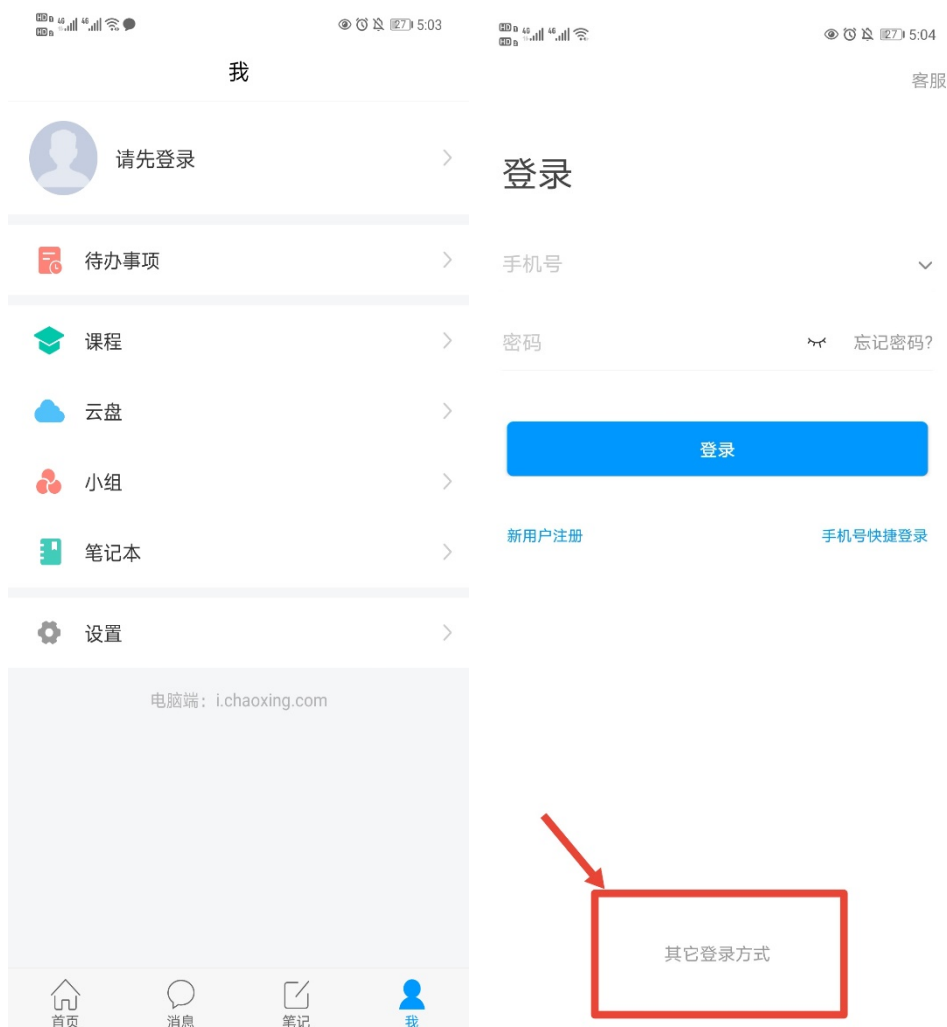 5:03
我
请先登录
待办事项
课程
云盘
小组
笔记本
设置
电脑端：i.chaoxing.com
首页
消息
笔记
我
5:04
客服
登录
手机号
密码
忘记密码?
登录
新用户注册
手机号快捷登录
其它登录方式